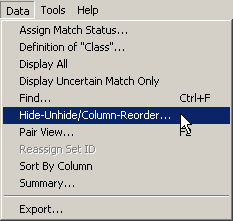 Data Tools Help
Assign Match Status...
Definition of "Class"...
Display All
Display Uncertain Match Only
Find... Ctrl+F
Hide-Unhide/Column-Reorder...
Pair View...
Reassign Set ID
Sort By Column
Summary...
Export...